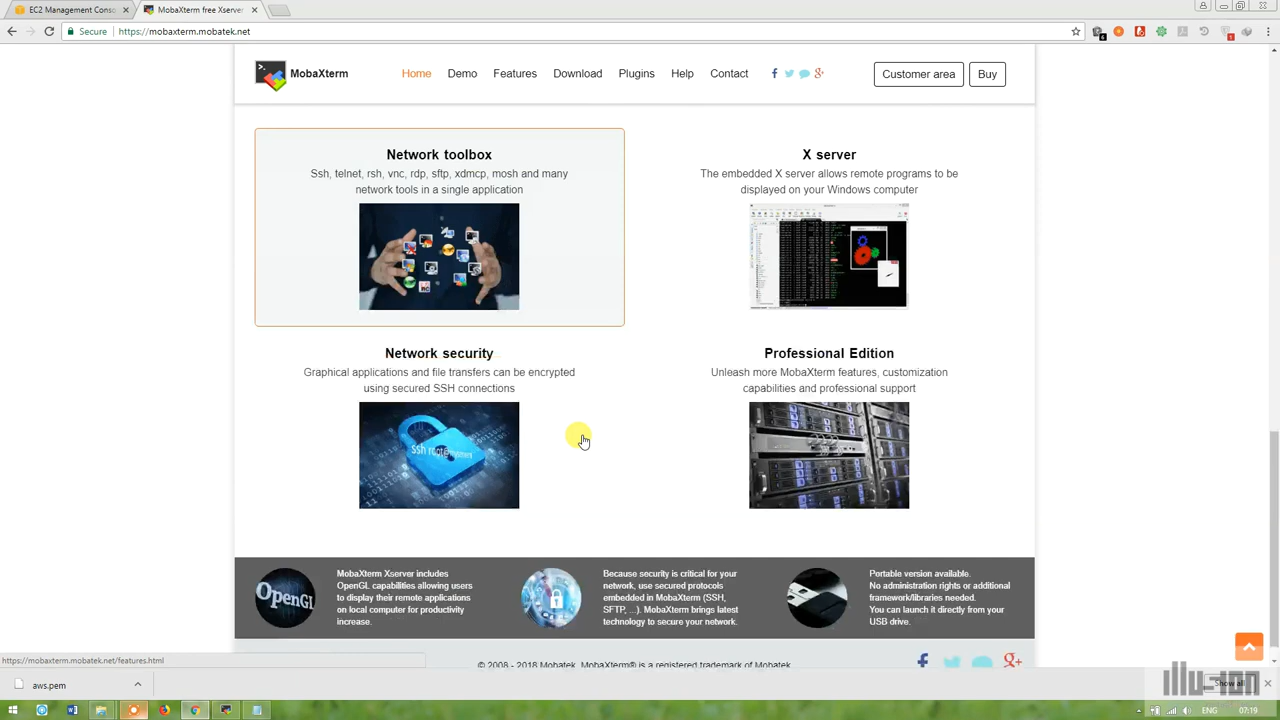 EC2 Management Conso
MobaXterm free Xserver
Secure
https://mobaxterm.mobatek.net
MobaXterm
Home
Demo
Features
Download
Plugins
Help
Contact
Customer area
Buy
Network toolbox
Ssh, telnet, rsh, vnc, rdp, sftp, xdmcp, mosh and many
network tools in a single application
X server
The embedded X server allows remote programs to be
displayed on your Windows computer
Network security
Graphical applications and file transfers can be encrypted
using secured SSH connections
Professional Edition
Unleash more MobaXterm features, customization
capabilities and professional support
OpenGL
MobaXterm Xserver includes
OpenGL capabilities allowing users
to display their remote applications
on local computer for productivity
increase.
Because security is critical for your
network, use secured protocols
embedded in MobaXterm (SSH,
SFTP, ...). MobaXterm brings latest
technology to secure your network.
Portable version available.
No administration rights or additional
framework/libraries needed.
You can launch it directly from your
USB drive.
https://mobaxterm.mobatek.net/features.html
© 2008 - 2018 Mobatek. MobaXterm® is a registered trademark of Mobatek.
aws.pem
Show all
illu-sion
ENG
07:19